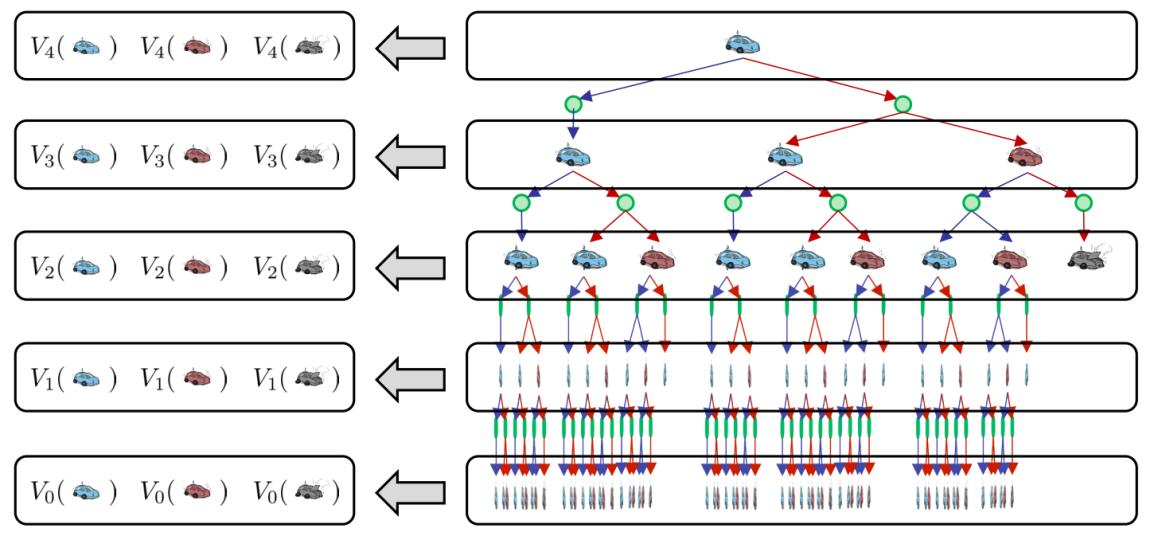 V₄( ) V₄( ) V₄( )
V₃( ) V₃( ) V₃( )
V₂( ) V₂( ) V₂( )
V₁( ) V₁( ) V₁( )
V₀( ) V₀( ) V₀( )